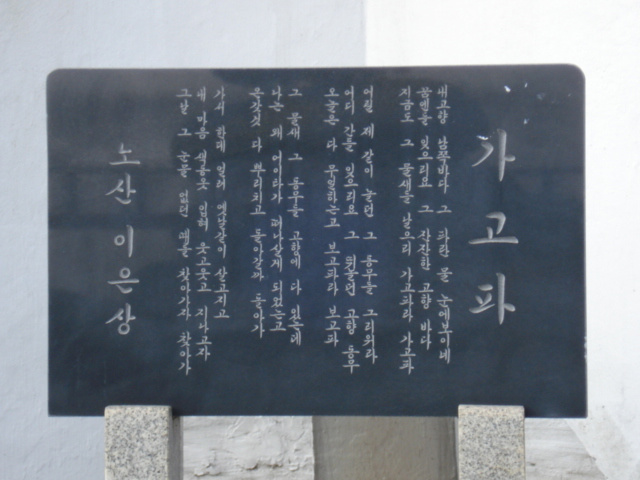 가고파
내고향 남쪽바다 그 파란 물 눈에보이네
꿈엔들 잊으리요 그 잔잔한 고향 바다
지금도 그 물새들 날으리 가고파라 가고파
어릴 제 같이 놀던 그 동무들 그리워라
어디 간들 잊으리요 그 뛰놀던 고향 동무
오늘은 다 무얼하는고 보고파라 보고파
그 물새 그 동무들 고향에 다 있는데
나는 왜 어이타가 떠나살게 되었는고
온갖것 다 뿌리치고 돌아갈까 돌아가
가서 한데 얼려 옛날같이 살고지고
내 마음 색동옷 입혀 웃고웃고 지나고자
그날 그 눈물 없던 때를 찾아가자 찾아가
노산 이은상